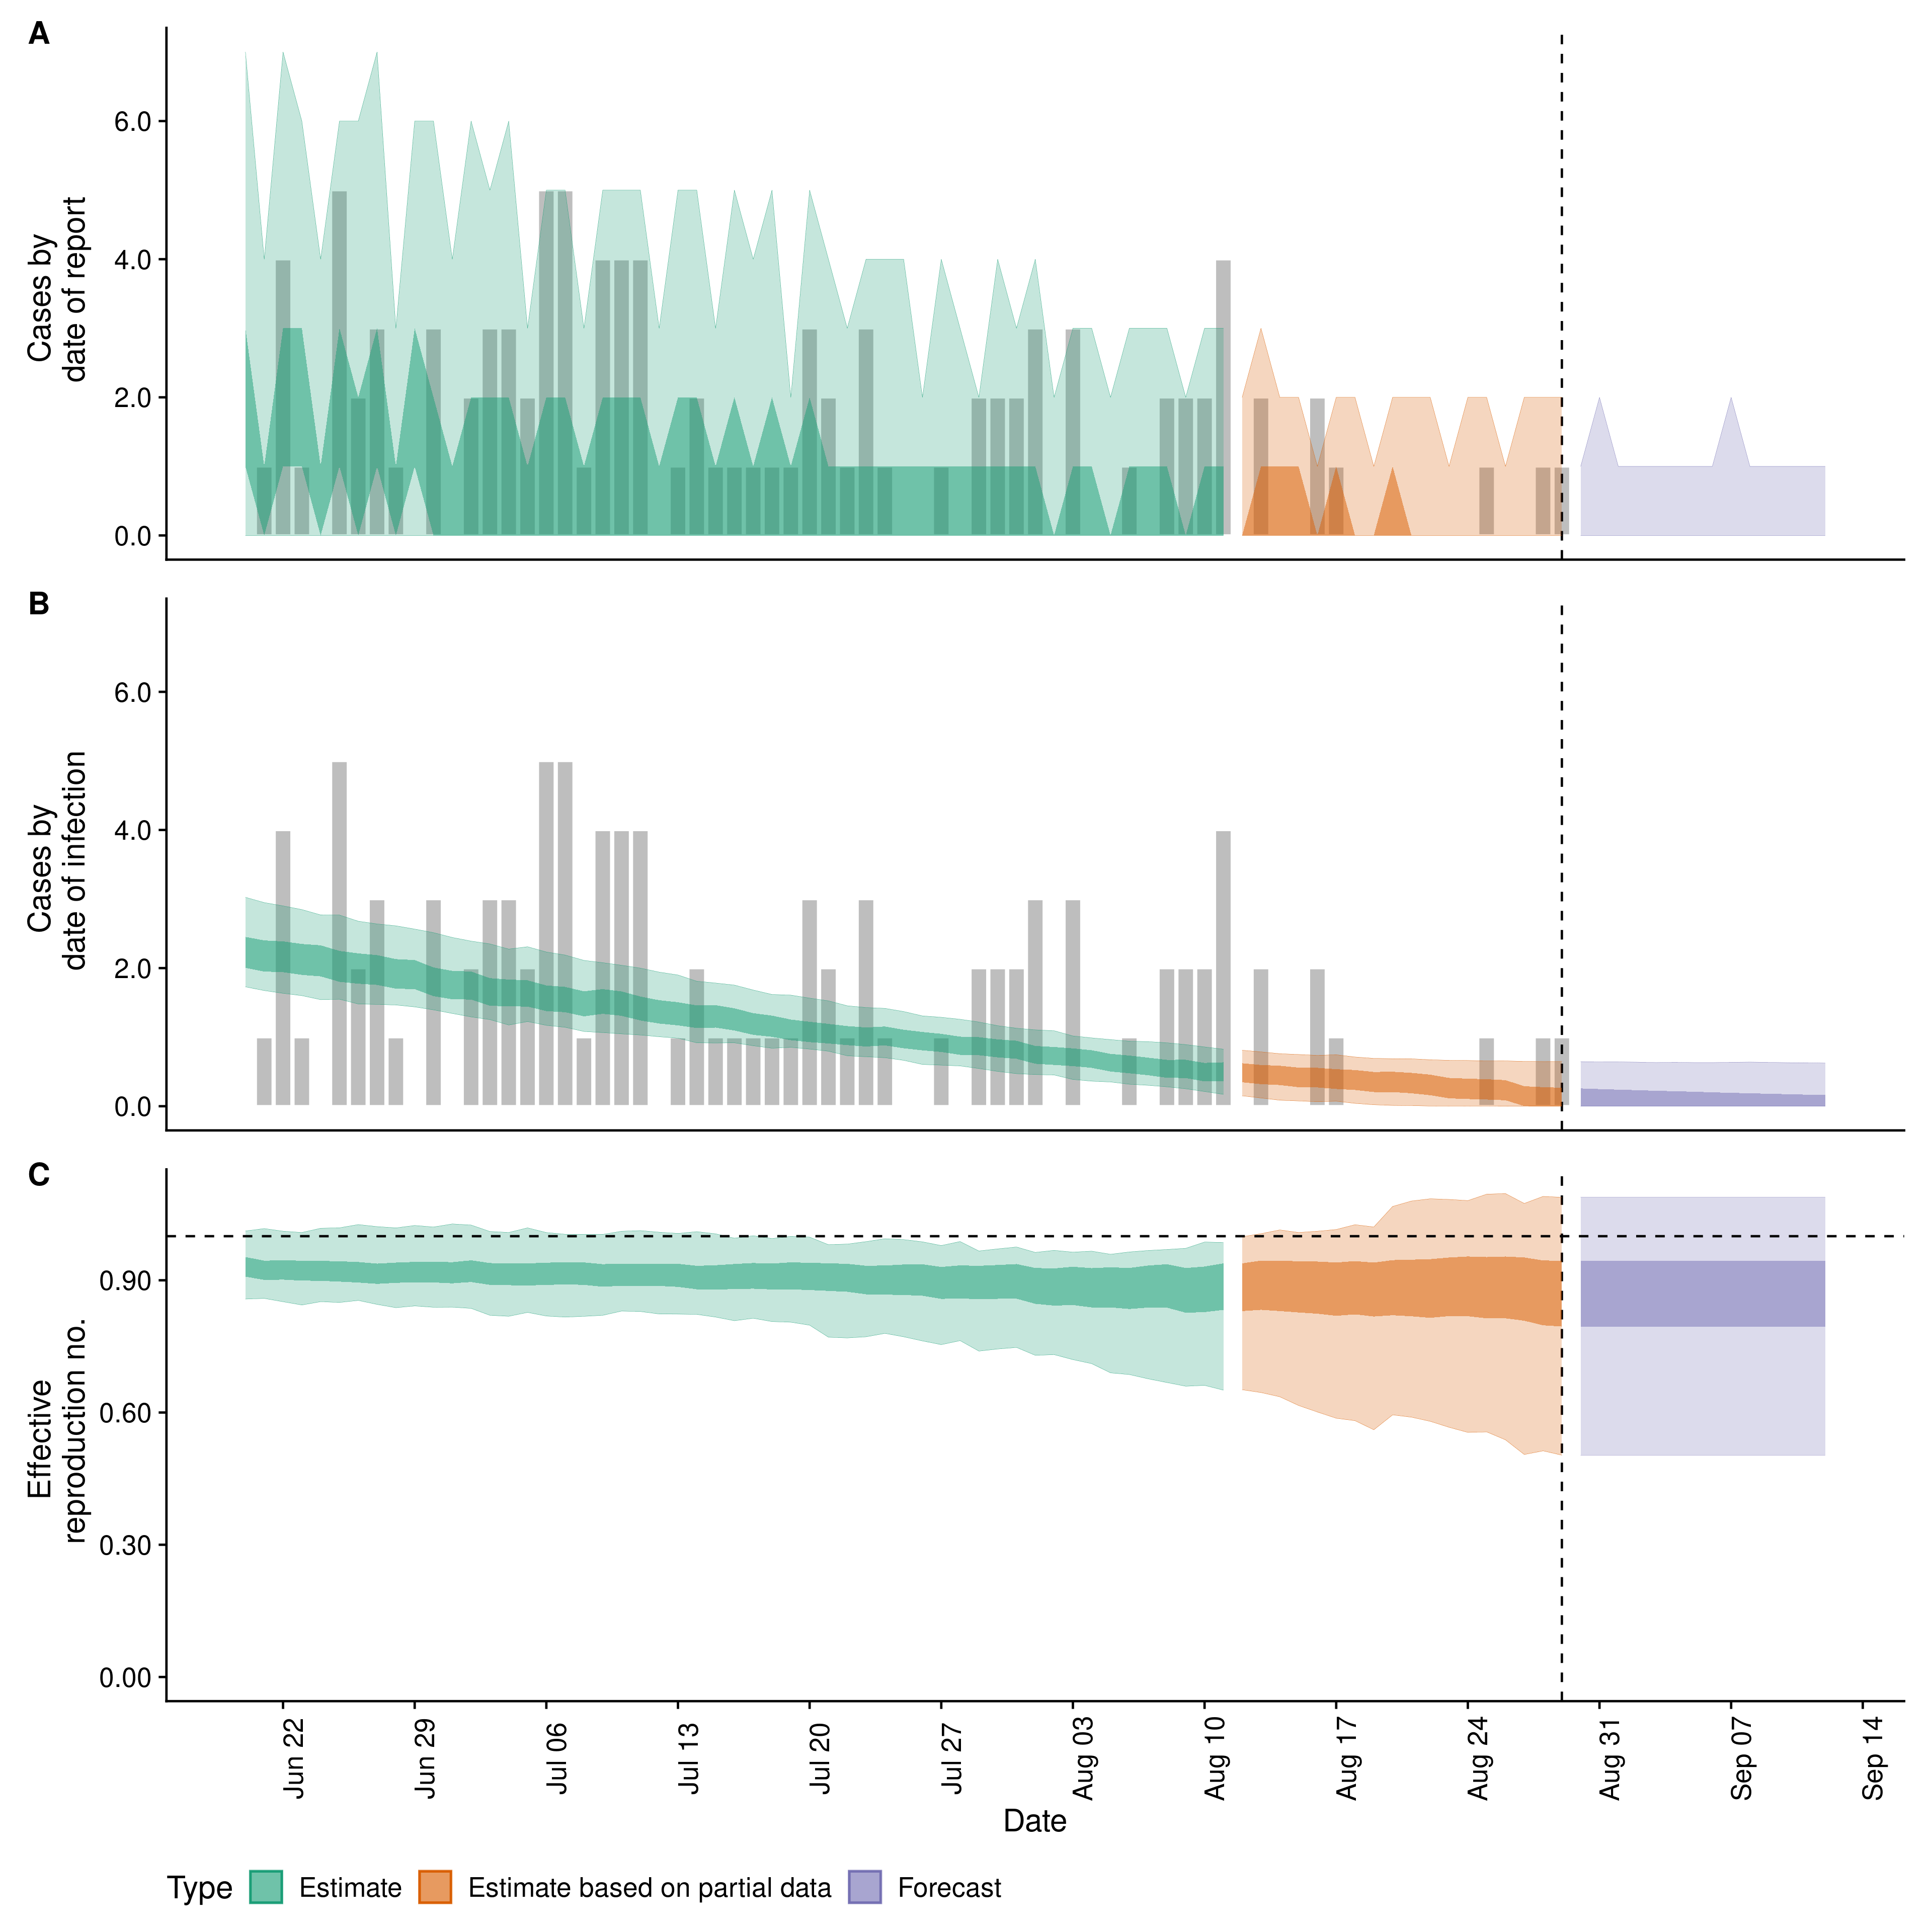 A
6.0
4.0
2.0
0.0
Cases by
date of report
B
6.0
4.0
2.0
0.0
Cases by
date of infection
C
0.90
0.60
0.30
0.00
Effective
reproduction no.
Jun 22
Jun 29
Jul 06
Jul 13
Jul 20
Jul 27
Aug 03
Aug 10
Aug 17
Aug 24
Aug 31
Sep 07
Sep 14
Date
Type Estimate Estimate based on partial data Forecast